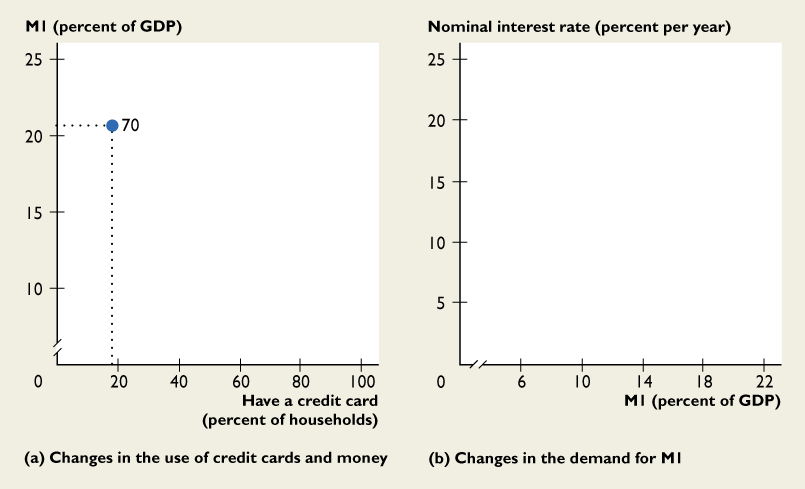 M1 (percent of GDP)
25
20
15
10
0
70
20 40 60 80 100
Have a credit card
(percent of households)
(a) Changes in the use of credit cards and money
Nominal interest rate (percent per year)
25
20
15
10
5
0
6 10 14 18 22
M1 (percent of GDP)
(b) Changes in the demand for M1